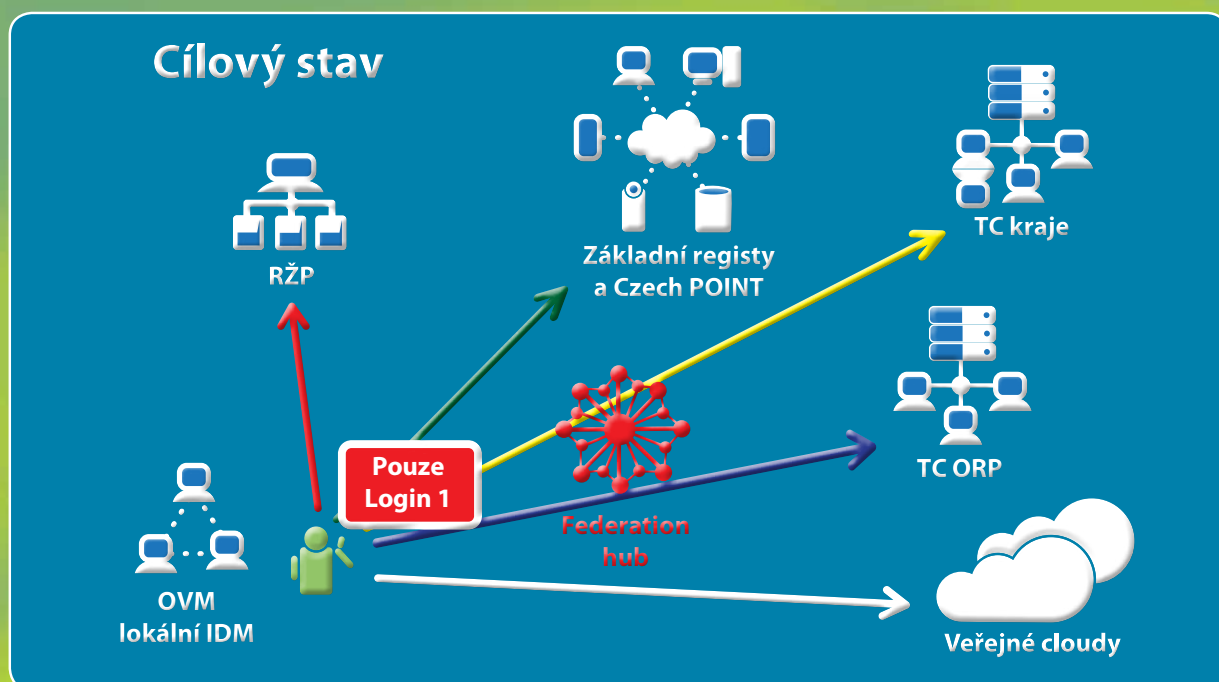 Cílový stav
RŽP
Základní registy
a Czech POINT
TC kraje
TC ORP
Pouze
Login 1
Federation
hub
OVM
lokální IDM
Veřejné cloudy